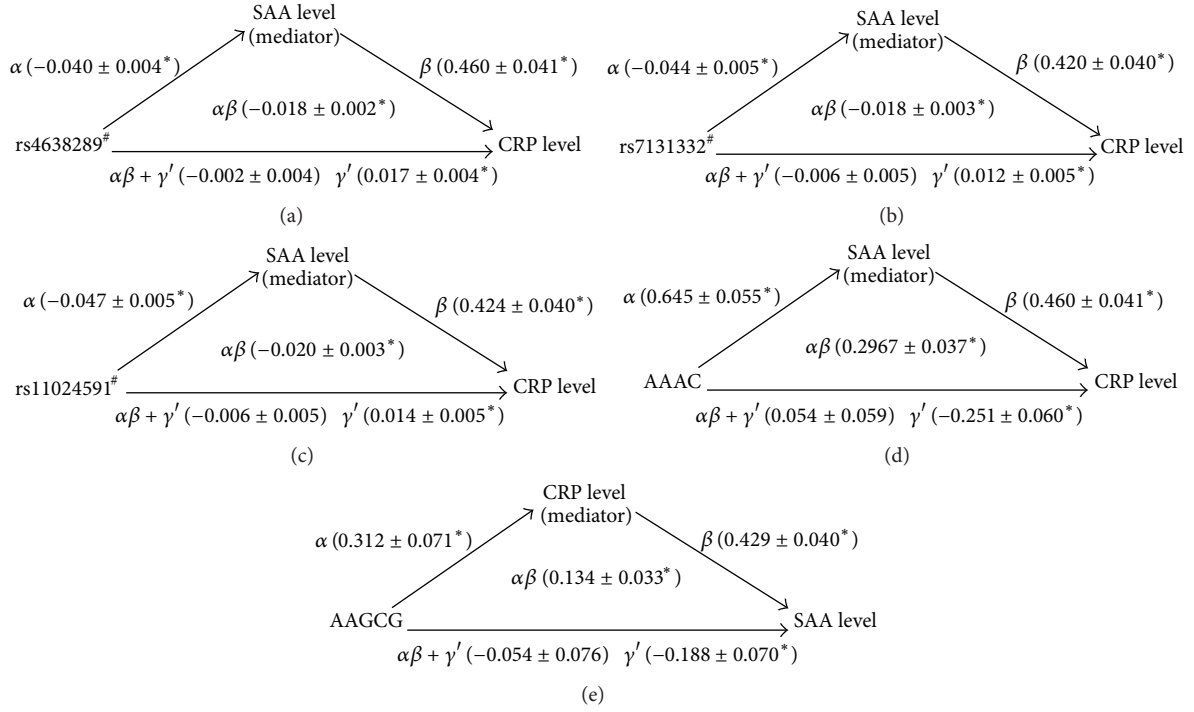 SAA level
(mediator)
α (−0.040 ± 0.004*)
β (0.460 ± 0.041*)
αβ (−0.018 ± 0.002*)
rs4638289#
CRP level
αβ + γ′ (−0.002 ± 0.004) γ′ (0.017 ± 0.004*)
(a)
SAA level
(mediator)
α (−0.044 ± 0.005*)
β (0.420 ± 0.040*)
αβ (−0.018 ± 0.003*)
rs7131332#
CRP level
αβ + γ′ (−0.006 ± 0.005) γ′ (0.012 ± 0.005*)
(b)
SAA level
(mediator)
α (−0.047 ± 0.005*)
β (0.424 ± 0.040*)
αβ (−0.020 ± 0.003*)
rs11024591#
CRP level
αβ + γ′ (−0.006 ± 0.005) γ′ (0.014 ± 0.005*)
(c)
SAA level
(mediator)
α (0.645 ± 0.055*)
β (0.460 ± 0.041*)
αβ (0.2967 ± 0.037*)
AAAC
CRP level
αβ + γ′ (0.054 ± 0.059) γ′ (−0.251 ± 0.060*)
(d)
CRP level
(mediator)
α (0.312 ± 0.071*)
β (0.429 ± 0.040*)
αβ (0.134 ± 0.033*)
AAGCG
SAA level
αβ + γ′ (−0.054 ± 0.076) γ′ (−0.188 ± 0.070*)
(e)